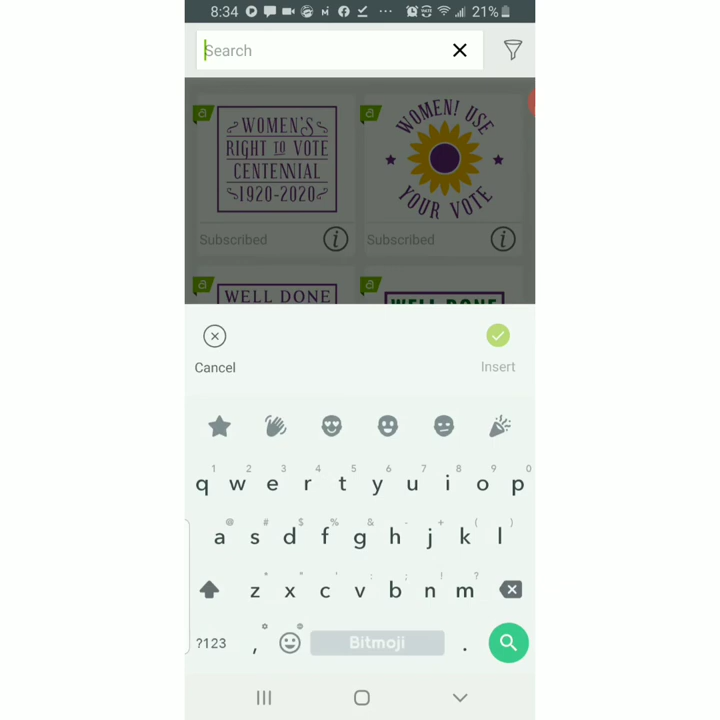 8:34 21%
Search
WOMEN'S
RIGHT TO VOTE
CENTENNIAL
1920-2020
WOMEN! USE
YOUR VOTE
Subscribed
Subscribed
WELL DONE
WELL DONE
Cancel
Insert
1 2 3 4 5 6 7 8 9 0
q w e r t y u i o p
@ # $ % & - + ( )
a s d f g h j k l
* " ' : ; ! ?
z x c v b n m
?123 , Bitmoji .